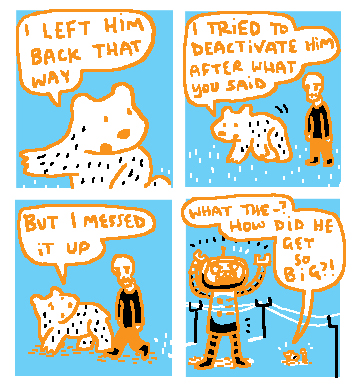 I LEFT HIM
BACK THAT
WAY
I TRIED TO
DEACTIVATE HIM
AFTER WHAT
YOU SAID
BUT I MESSED
IT UP
WHAT THE-?
HOW DID HE
GET
SO
BIG?!